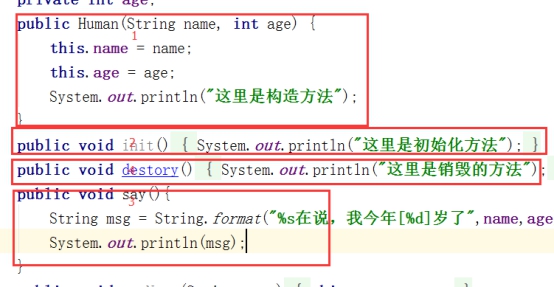 private int age;
public Human(String name, int age) {
1
this.name = name;
this.age = age;
System.out.println("这里是构造方法");
}
public void init() { System.out.println("这里是初始化方法"); }
2
public void destory() { System.out.println("这里是销毁的方法");
4
public void say(){
3
String msg = String.format("%s在说，我今年[%d]岁了",name,age
System.out.println(msg);
}